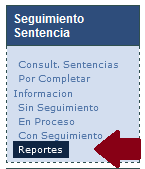 Seguimiento
Sentencia
Consult. Sentencias
Por Completar
Informacion
Sin Seguimiento
En Proceso
Con Seguimiento
Reportes